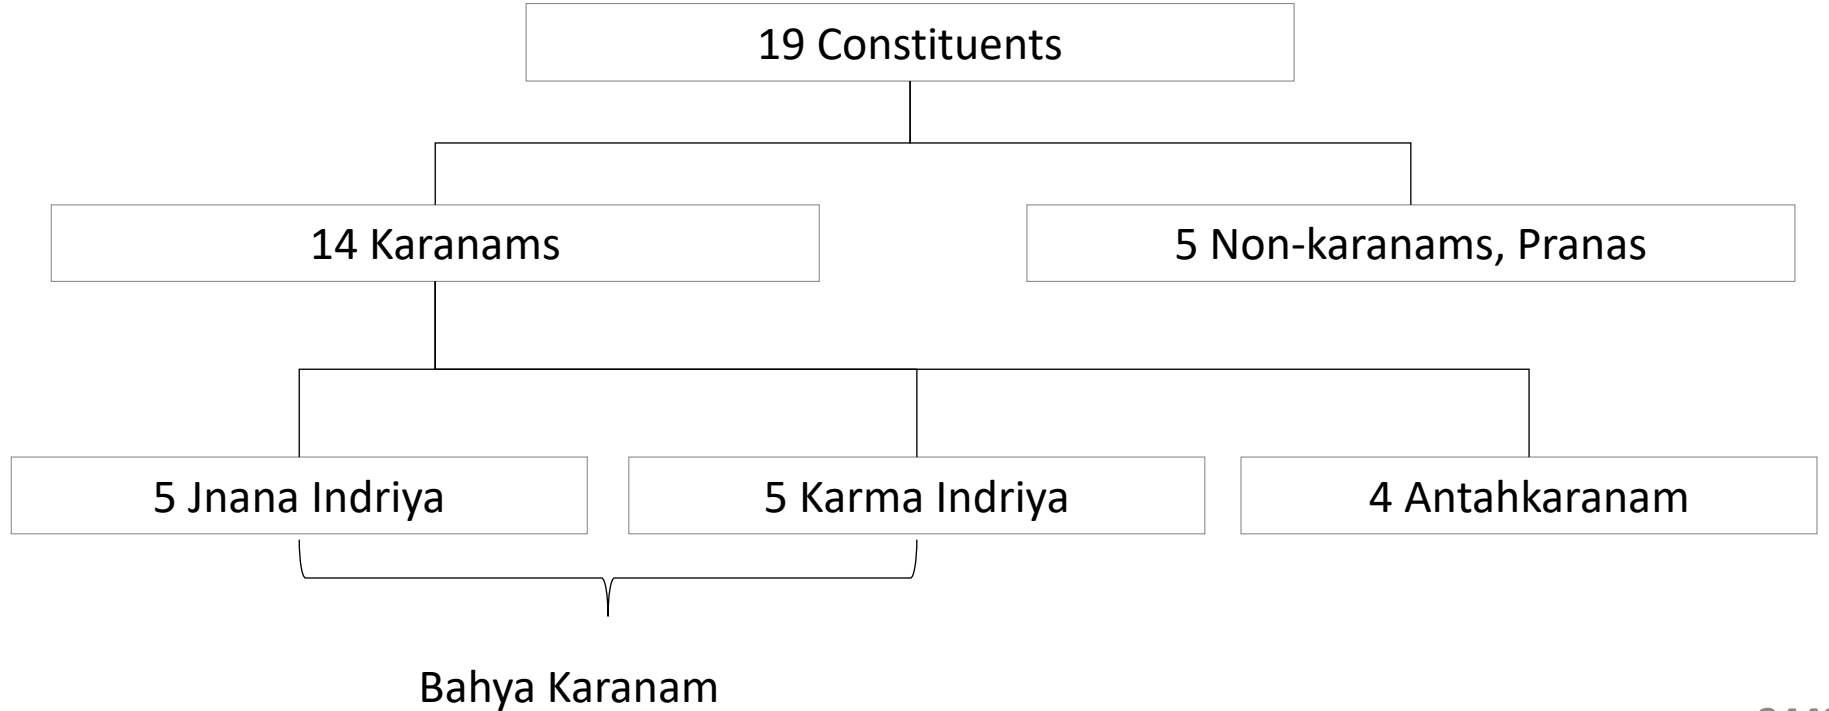 19 Constituents
14 Karanams
5 Non-karanams, Pranas
5 Jnana Indriya
5 Karma Indriya
4 Antahkaranam
Bahya Karanam